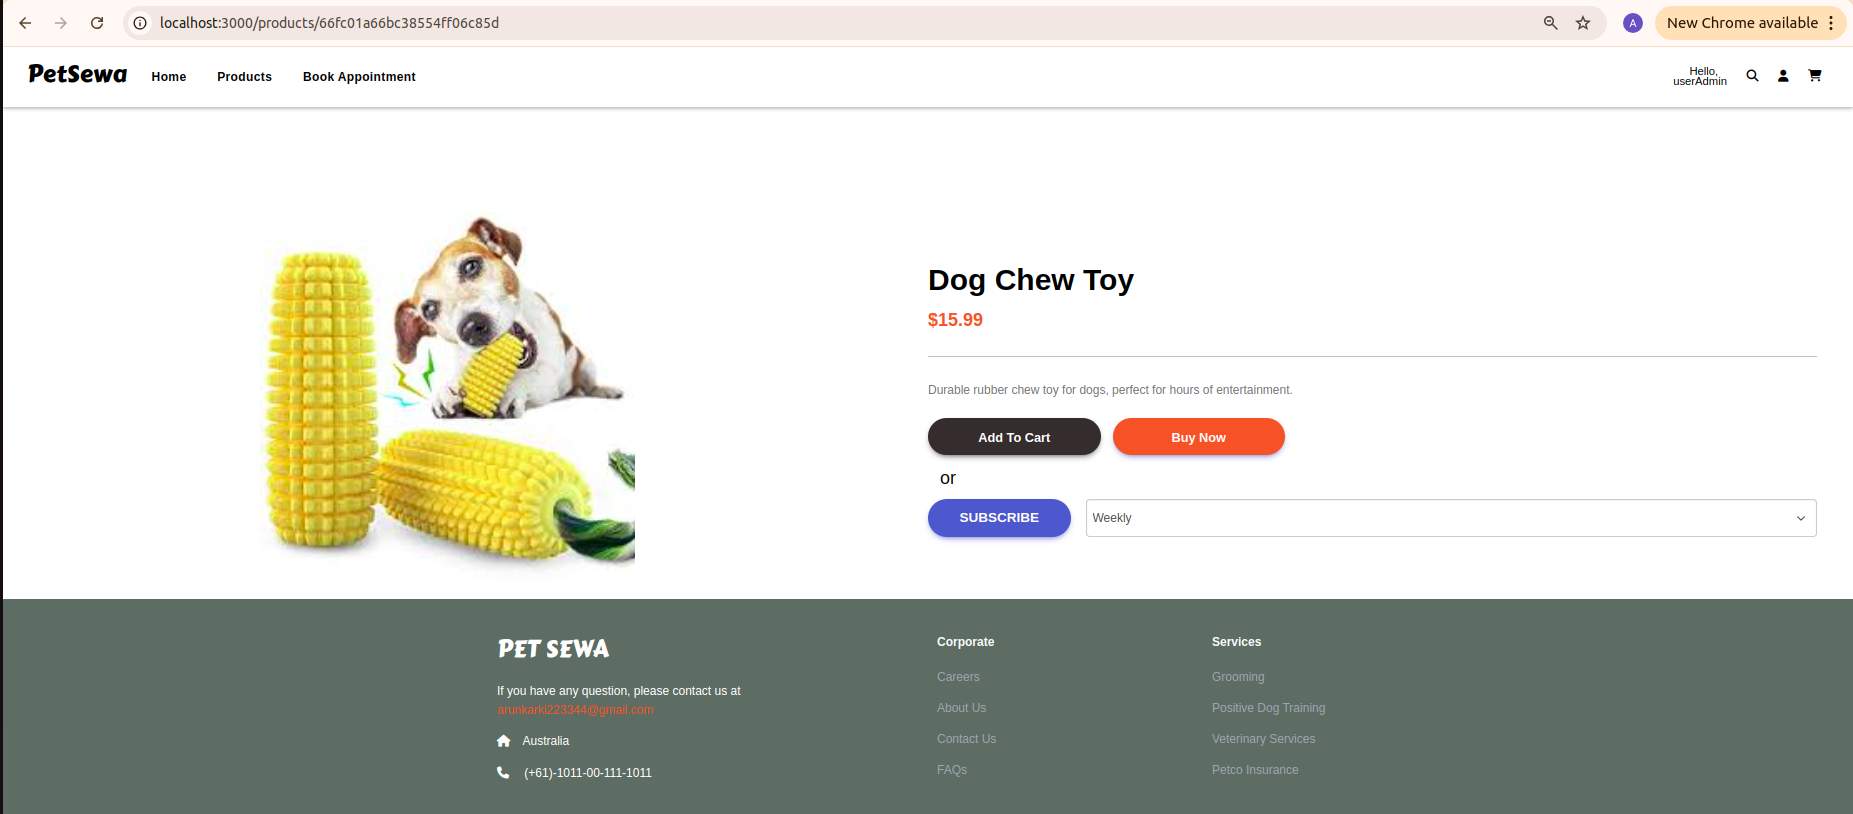 localhost:3000/products/66fc01a66bc38554ff06c85d
A
New Chrome available
PetSewa
Home
Products
Book Appointment
Hello,
userAdmin
Dog Chew Toy
$15.99
Durable rubber chew toy for dogs, perfect for hours of entertainment.
Add To Cart
Buy Now
or
SUBSCRIBE
Weekly
PET SEWA
If you have any question, please contact us at
arunkarki223344@gmail.com
Australia
(+61)-1011-00-111-1011
Corporate
Careers
About Us
Contact Us
FAQs
Services
Grooming
Positive Dog Training
Veterinary Services
Petco Insurance